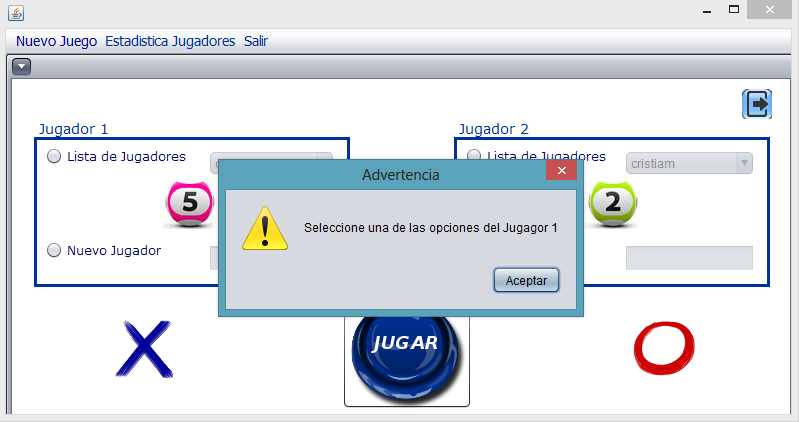 Nuevo Juego Estadistica Jugadores Salir
Jugador 1
Jugador 2
Lista de Jugadores
Lista de Jugadores
cristiam
Advertencia
5
2
Seleccione una de las opciones del Jugagor 1
Nuevo Jugador
Aceptar
JUGAR
X
O